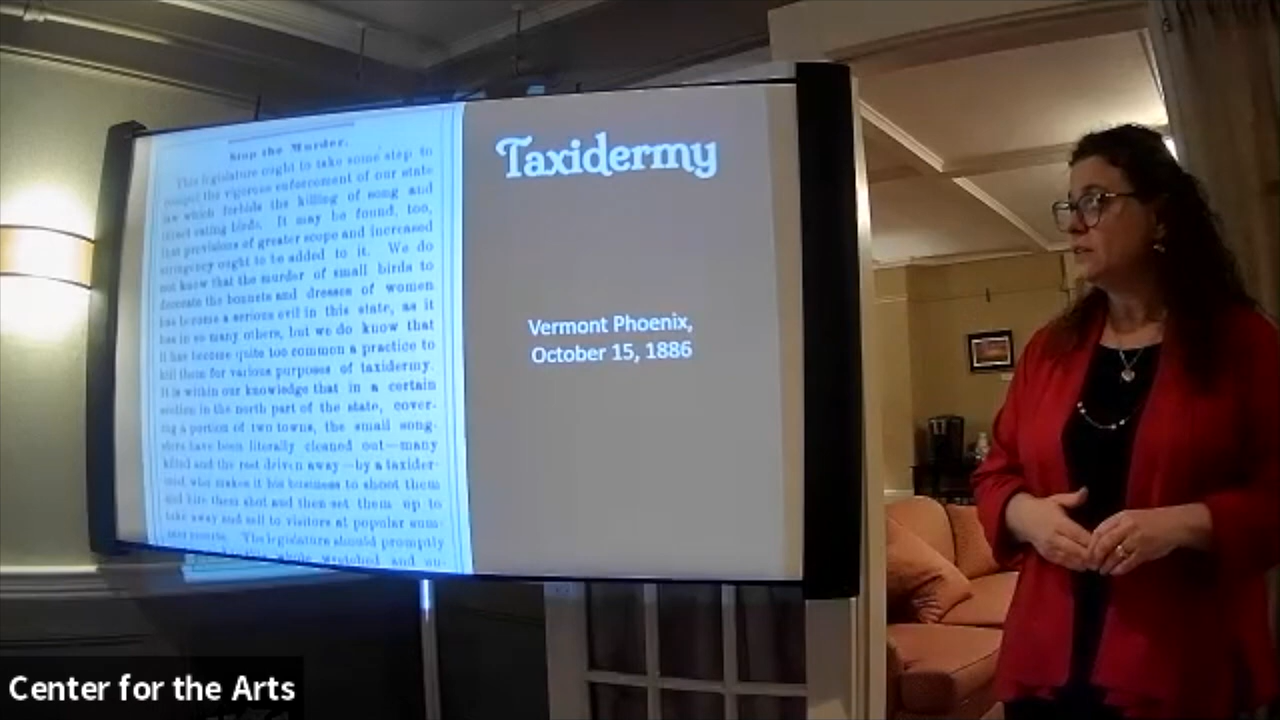 Stop the Murder.
This legislature ought to take some step to
compel the vigorous enforcement of our state
law which forbids the killing of song and
insect eating birds. It may be found, too,
that provisions of greater scope and increased
stringency ought to be added to it. We do
not know that the murder of small birds to
decorate the bonnets and dresses of women
has become a serious evil in this state, as it
has in so many others, but we do know that
it has become quite too common a practice to
kill them for various purposes of taxidermy.
It is within our knowledge that in a certain
section in the north part of the state, cover-
ing a portion of two towns, the small song-
sters have been literally cleaned out—many
killed and the rest driven away—by a taxider-
mist, who makes it his business to shoot them
and hire them shot and then set them up to
take away and sell to visitors at popular sum-
mer resorts. The legislature should promptly
whole wretched and un-
Taxidermy
Vermont Phoenix,
October 15, 1886
Center for the Arts